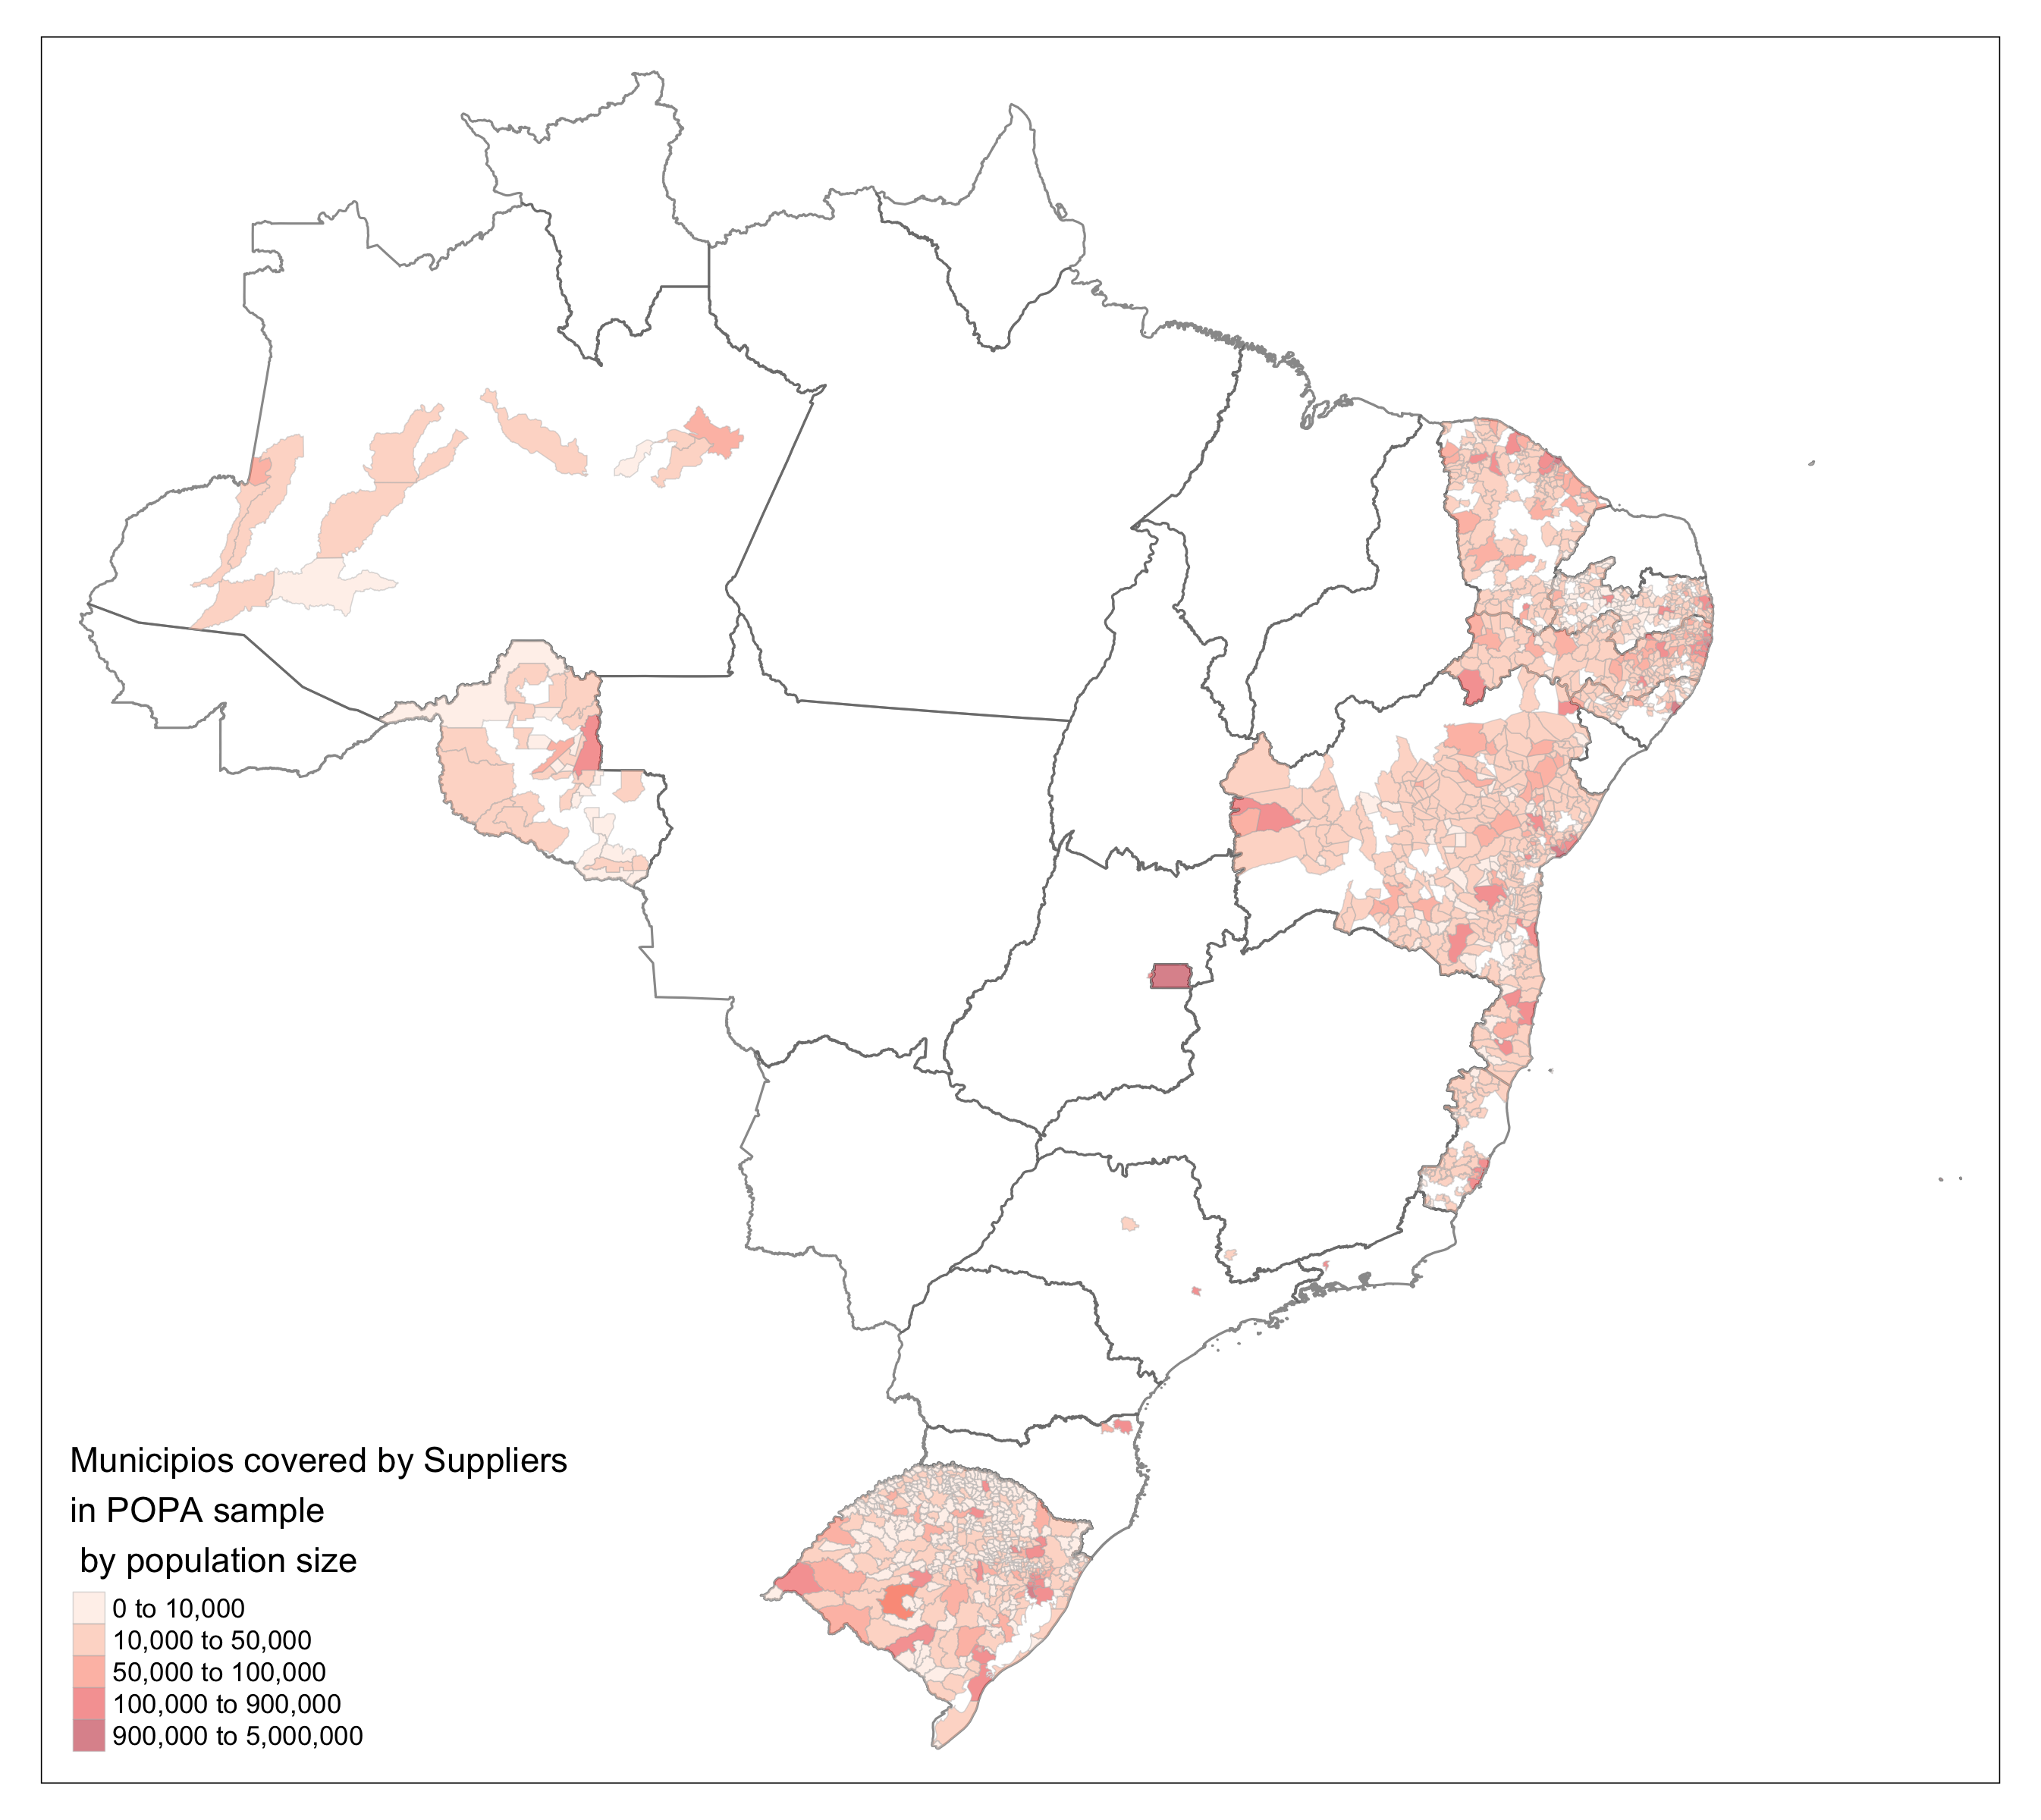 Municipios covered by Suppliers
in POPA sample
by population size
0 to 10,000
10,000 to 50,000
50,000 to 100,000
100,000 to 900,000
900,000 to 5,000,000